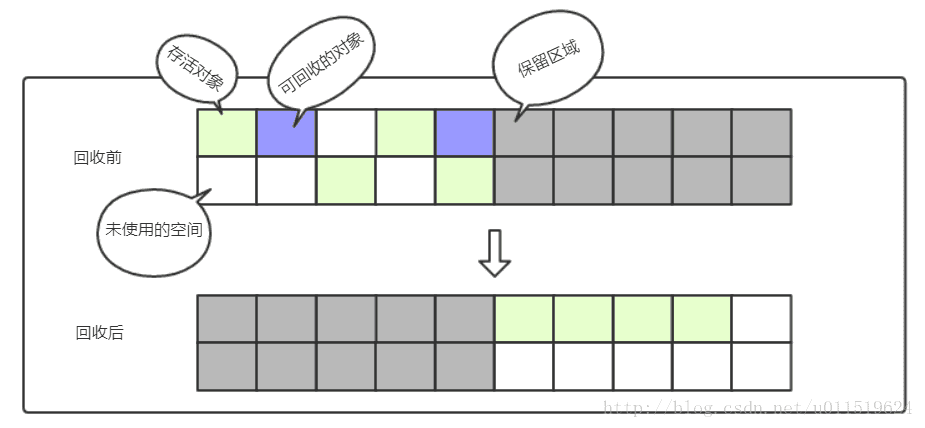 存活对象
可回收的对象
保留区域
回收前
未使用的空间
回收后
http://blog.csdn.net/u011519624